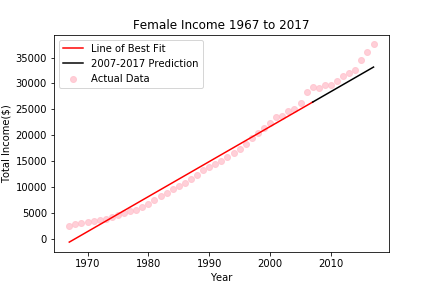 Female Income 1967 to 2017
Line of Best Fit
2007-2017 Prediction
Actual Data
Total Income($)
35000
30000
25000
20000
15000
10000
5000
0
1970
1980
1990
2000
2010
Year